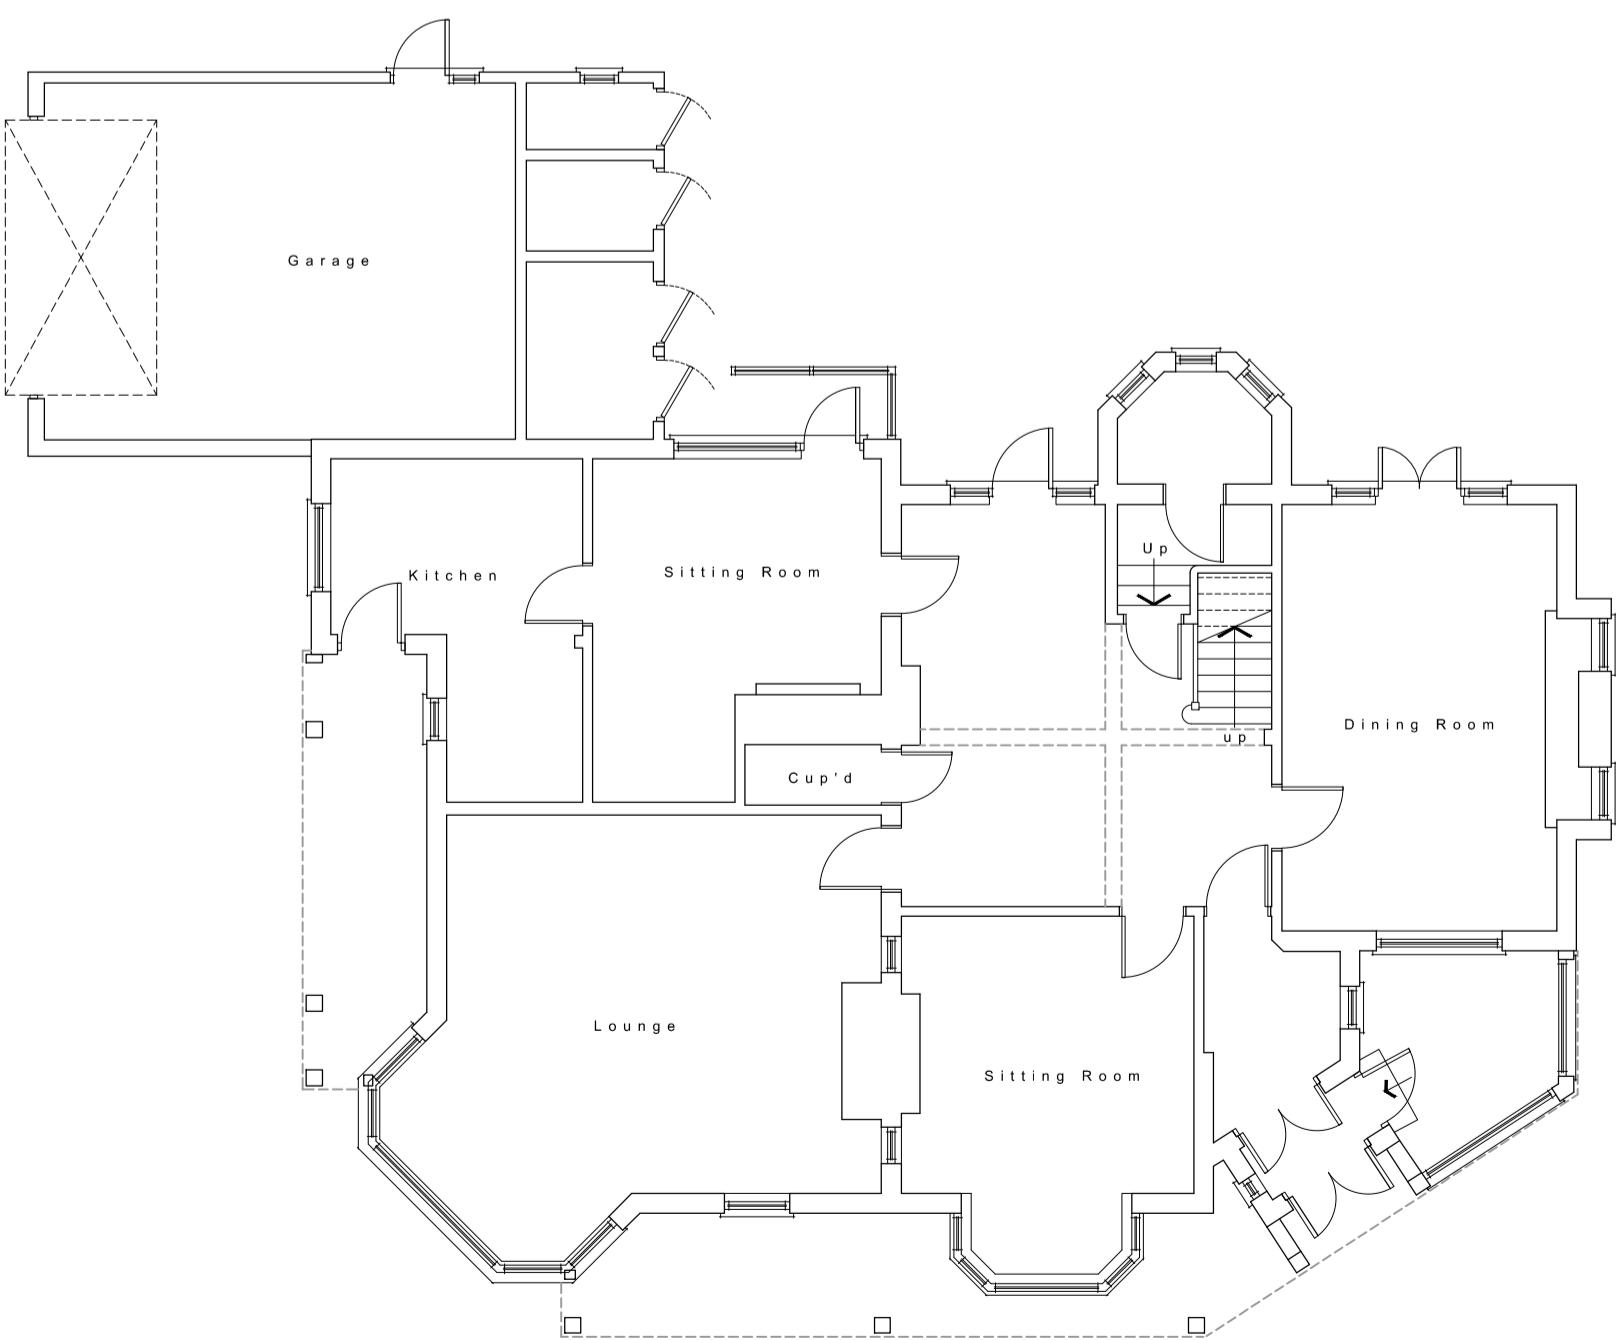 Garage
Up
Kitchen
Sitting Room
Dining Room
up
Cup'd
Lounge
Sitting Room